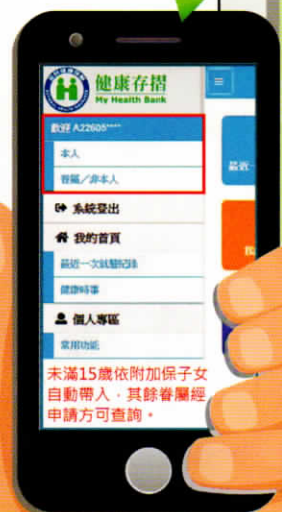 健康存摺
My Health Bank
歡迎 A22605****
本人
眷屬/非本人
系統登出
我的首頁
最近一次就醫紀錄
健康時事
個人專區
常用功能
最近一
未滿15歲依附加保子女
自動帶入，其餘眷屬經
申請方可查詢。